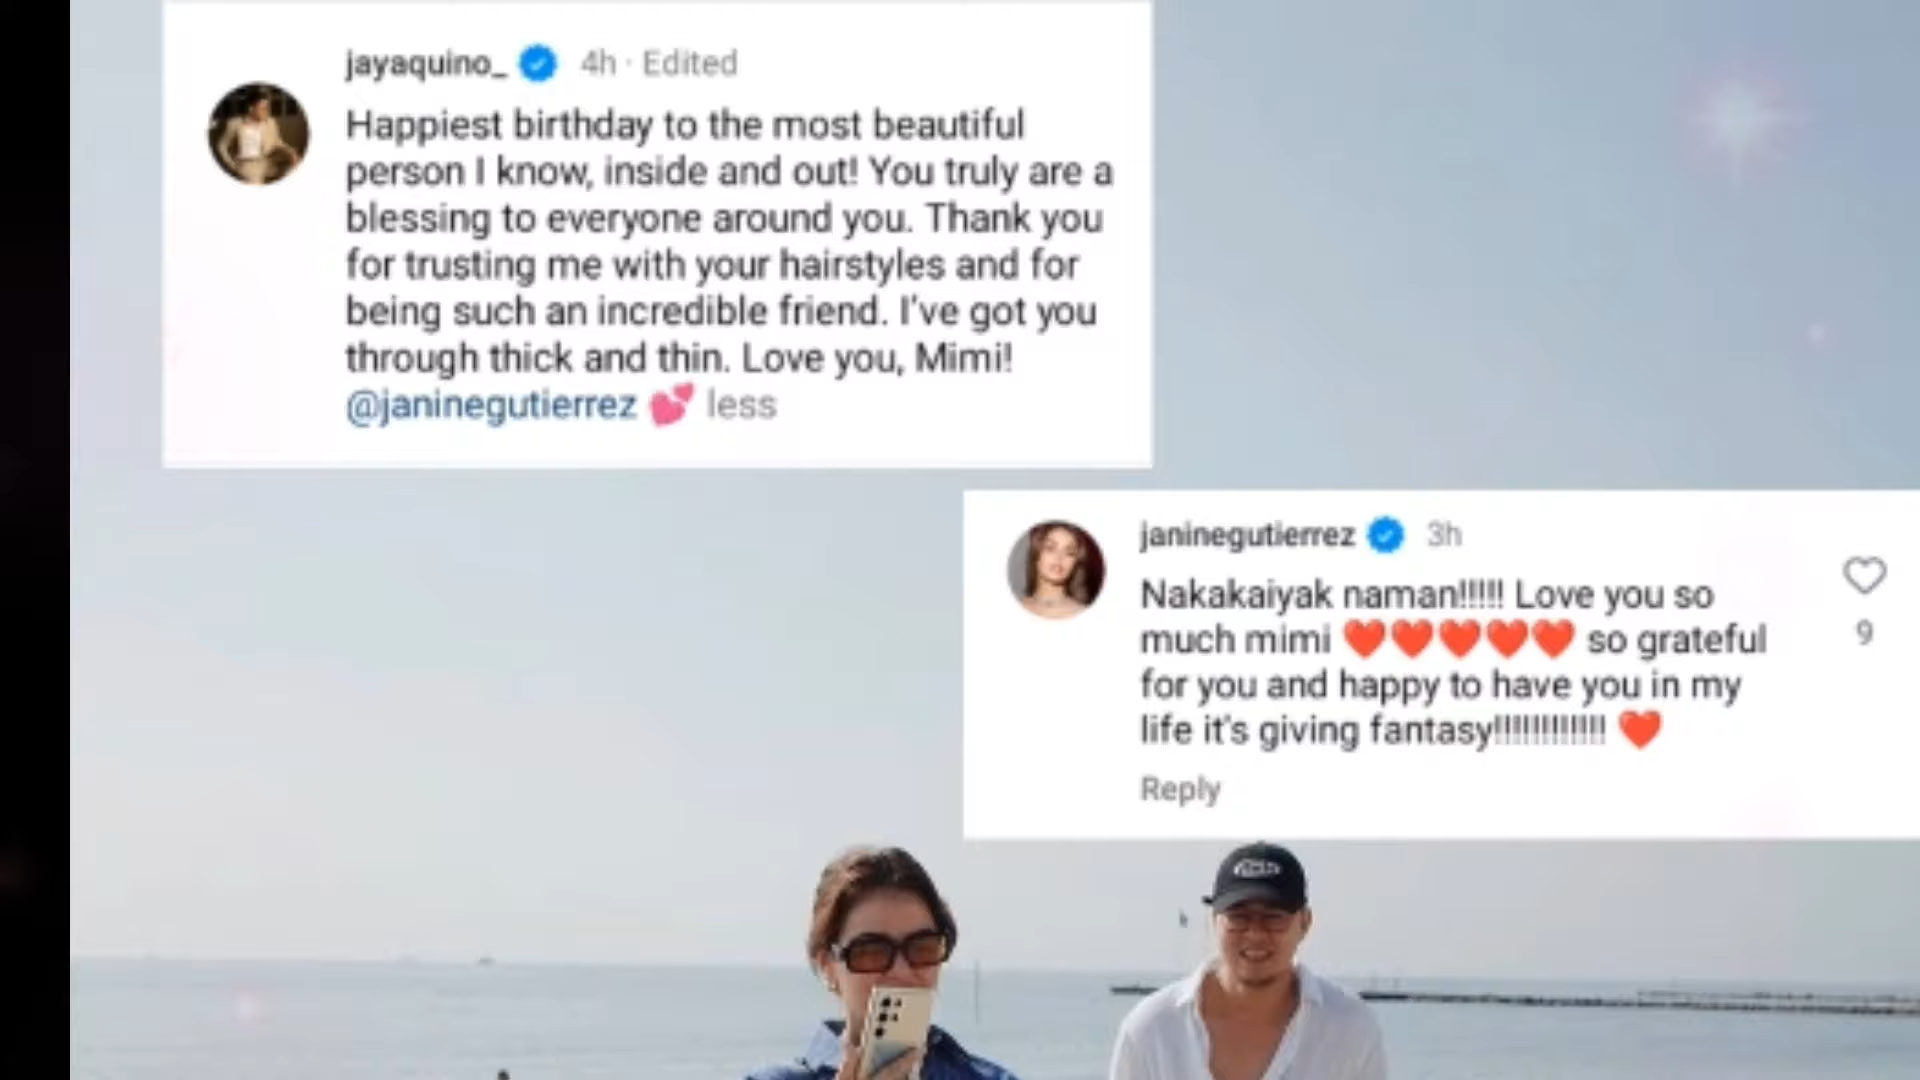 jayaquino_ 4h · Edited
Happiest birthday to the most beautiful
person I know, inside and out! You truly are a
blessing to everyone around you. Thank you
for trusting me with your hairstyles and for
being such an incredible friend. I've got you
through thick and thin. Love you, Mimi!
@janinegutierrez 💕 less
janinegutierrez 3h
Nakakaiyak naman!!!!! Love you so
much mimi ❤️❤️❤️❤️❤️ so grateful
for you and happy to have you in my
life it's giving fantasy!!!!!!!!!!!!! ❤️
9
Reply